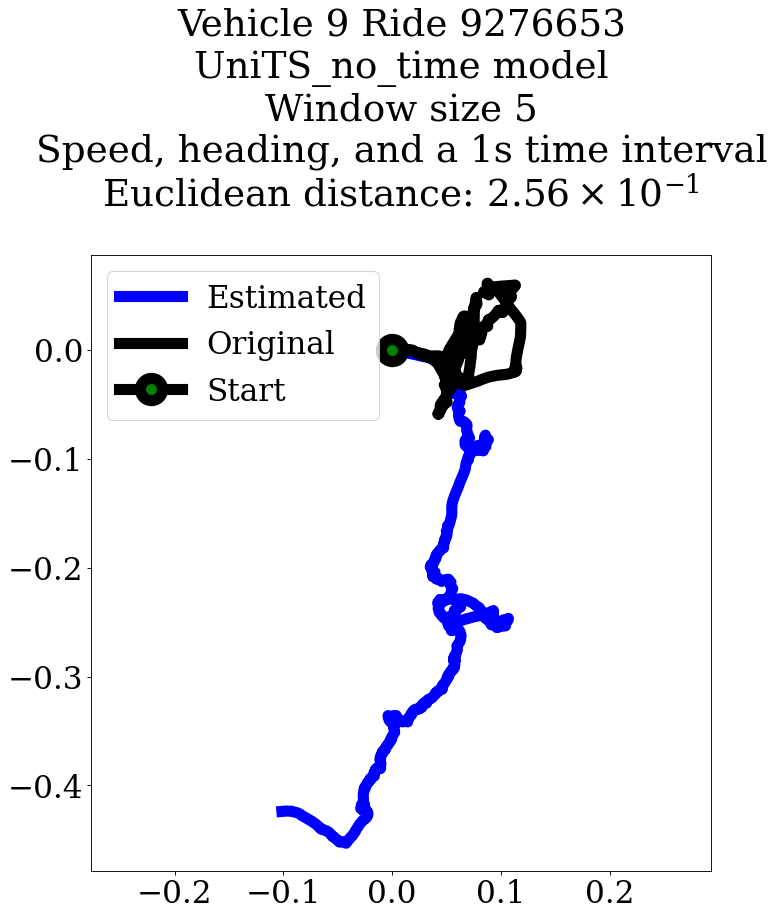 Vehicle 9 Ride 9276653
UniTS_no_time model
Window size 5
Speed, heading, and a 1s time interval
Euclidean distance: 2.56 × 10⁻¹
Estimated
Original
Start
0.0
−0.1
−0.2
−0.3
−0.4
−0.2 −0.1 0.0 0.1 0.2